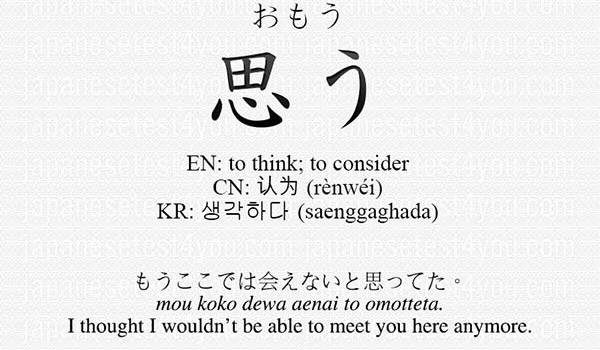 おもう
思う
EN: to think; to consider
CN: 认为 (rènwéi)
KR: 생각하다 (saenggaghada)
もうここでは会えないと思ってた。
mou koko dewa aenai to omotteta.
I thought I wouldn't be able to meet you here anymore.
japanesetest4you.com